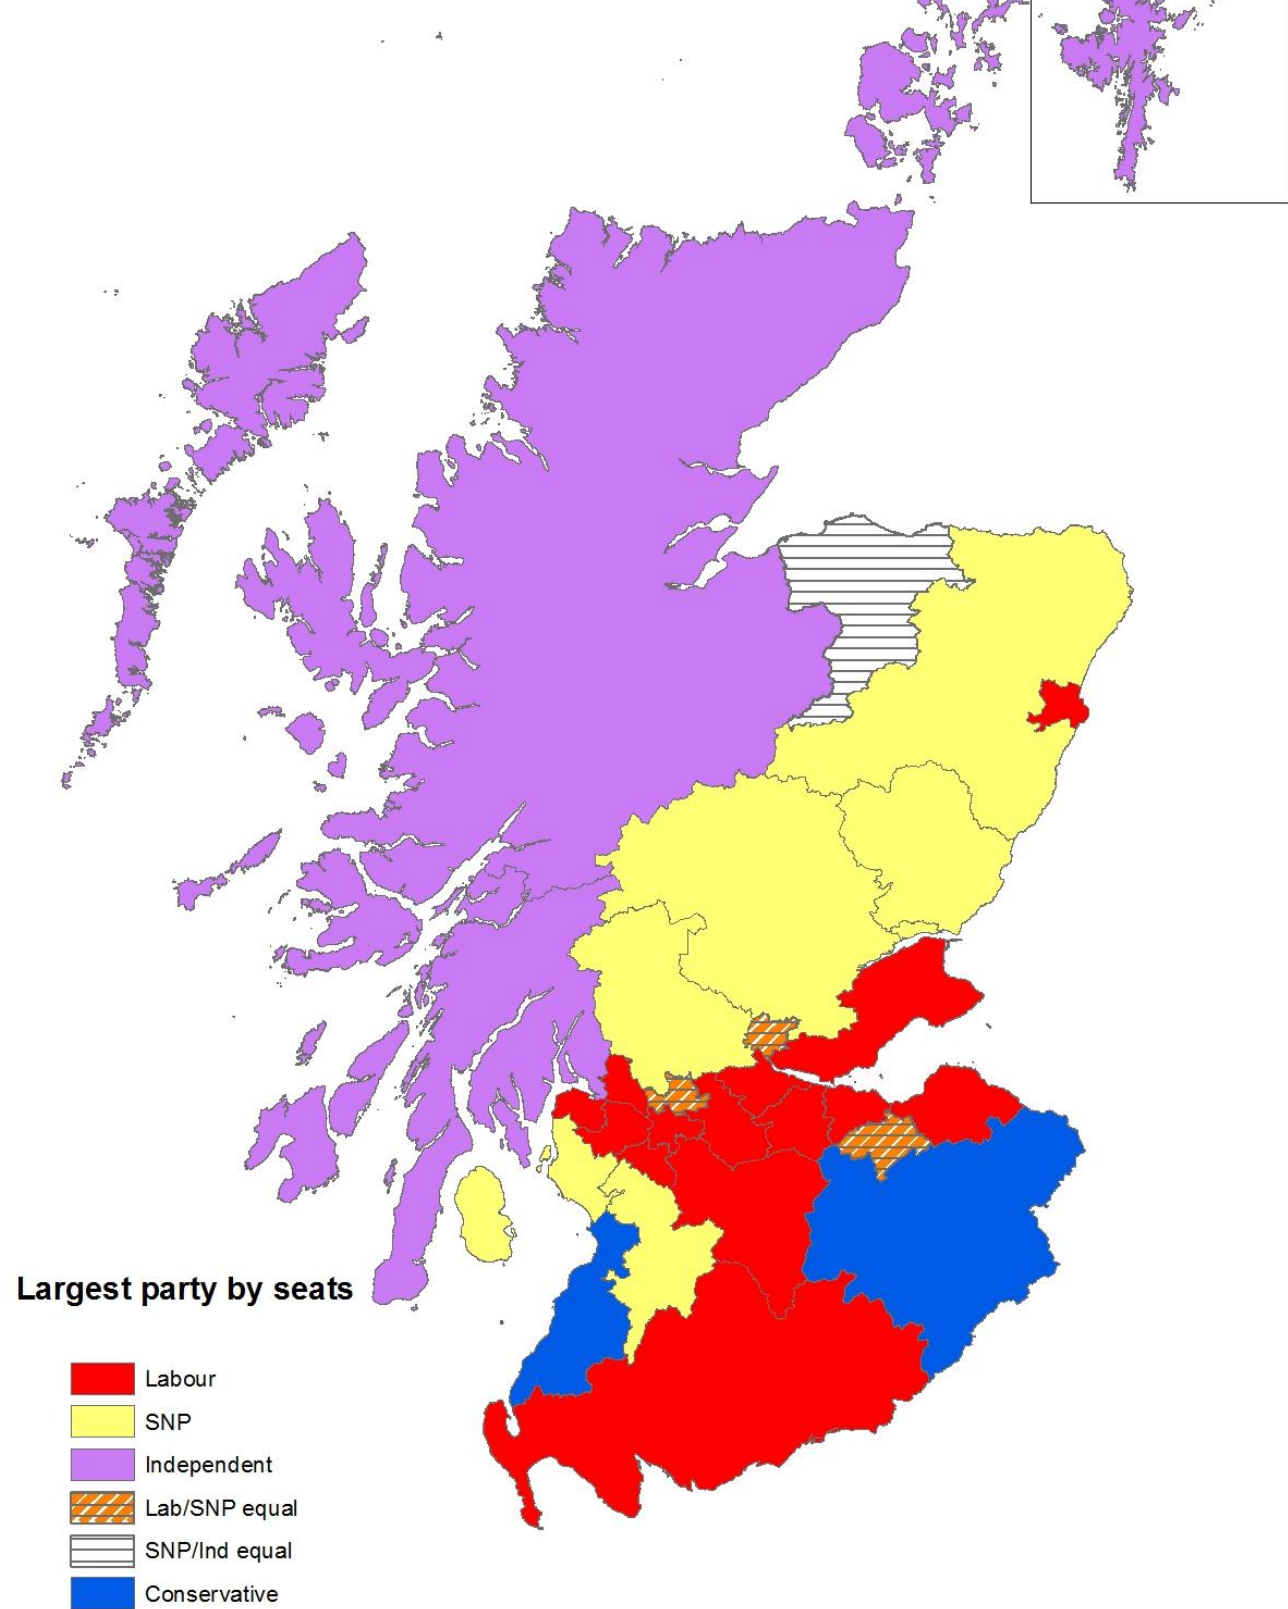 Largest party by seats
Labour
SNP
Independent
Lab/SNP equal
SNP/Ind equal
Conservative